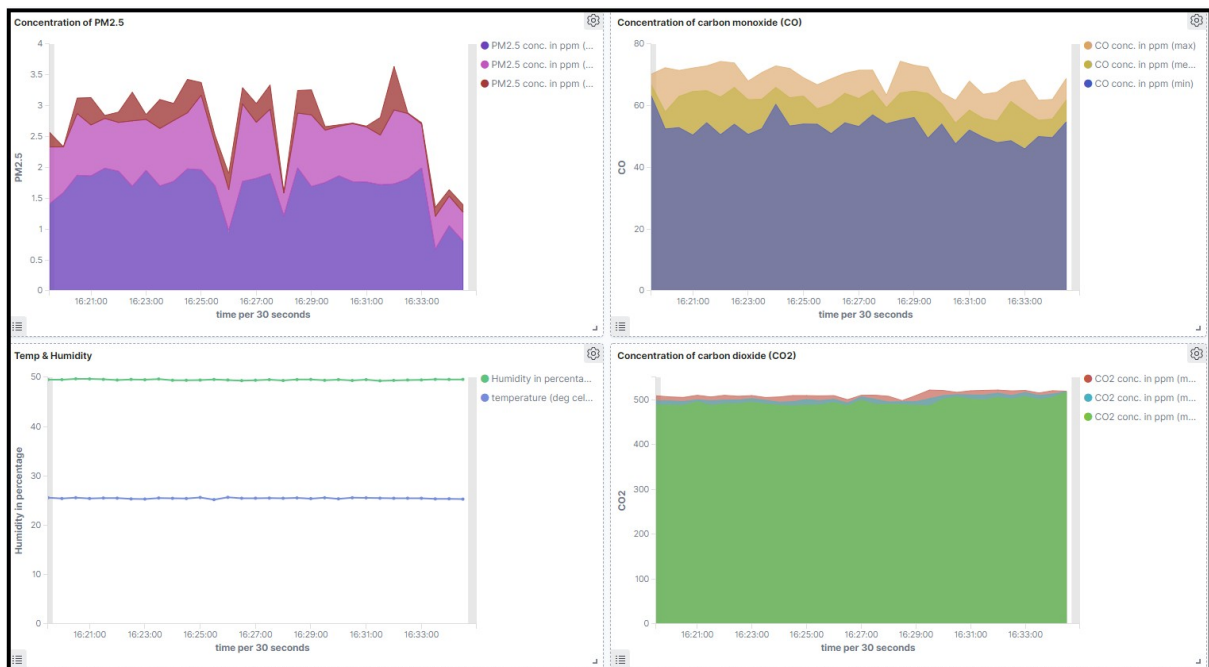 Concentration of PM2.5
4
3.5
3
2.5
2
1.5
1
0.5
0
PM2.5
16:21:00 16:23:00 16:25:00 16:27:00 16:29:00 16:31:00 16:33:00
time per 30 seconds
PM2.5 conc. in ppm (...
PM2.5 conc. in ppm (...
PM2.5 conc. in ppm (...
Concentration of carbon monoxide (CO)
80
60
40
20
0
CO
16:21:00 16:23:00 16:25:00 16:27:00 16:29:00 16:31:00 16:33:00
time per 30 seconds
CO conc. in ppm (max)
CO conc. in ppm (me...
CO conc. in ppm (min)
Temp & Humidity
50
40
30
20
10
0
Humidity in percentage
16:21:00 16:23:00 16:25:00 16:27:00 16:29:00 16:31:00 16:33:00
time per 30 seconds
Humidity in percenta...
temperature (deg cel...
Concentration of carbon dioxide (CO2)
500
400
300
200
100
0
CO2
16:21:00 16:23:00 16:25:00 16:27:00 16:29:00 16:31:00 16:33:00
time per 30 seconds
CO2 conc. in ppm (m...
CO2 conc. in ppm (m...
CO2 conc. in ppm (m...